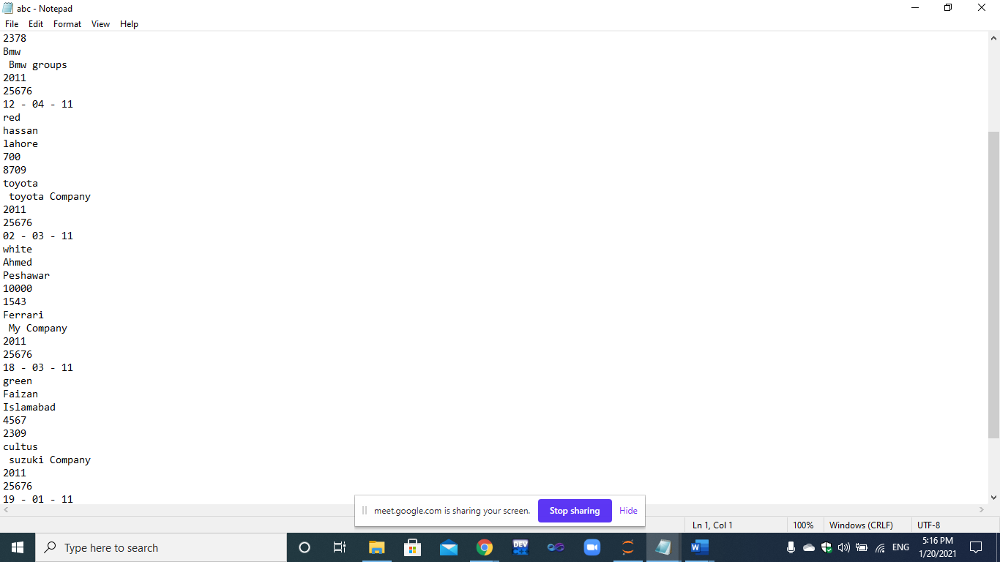 abc - Notepad
File Edit Format View Help
2378
Bmw
 Bmw groups
2011
25676
12 - 04 - 11
red
hassan
lahore
700
8709
toyota
 toyota Company
2011
25676
02 - 03 - 11
white
Ahmed
Peshawar
10000
1543
Ferrari
 My Company
2011
25676
18 - 03 - 11
green
Faizan
Islamabad
4567
2309
cultus
 suzuki Company
2011
25676
19 - 01 - 11
meet.google.com is sharing your screen. Stop sharing Hide
Ln 1, Col 1 100% Windows (CRLF) UTF-8
Type here to search DEV ENG 5:16 PM
1/20/2021